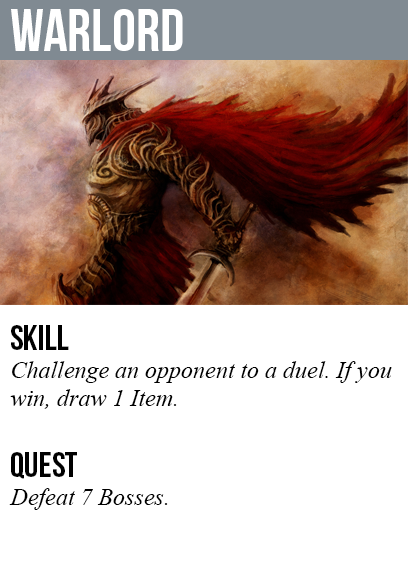 WARLORD
SKILL
Challenge an opponent to a duel. If you
win, draw 1 Item.
QUEST
Defeat 7 Bosses.